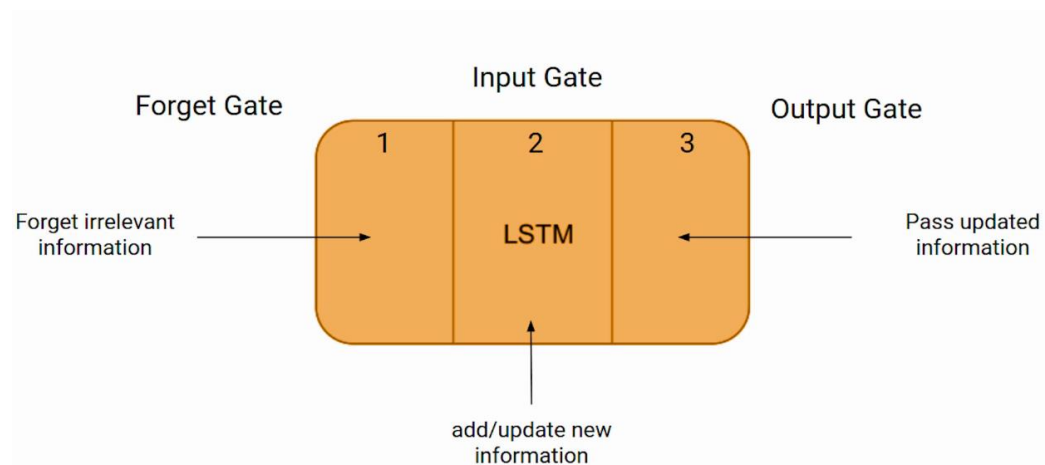 Input Gate
Forget Gate
Output Gate
1
2
3
Forget irrelevant
information
LSTM
Pass updated
information
add/update new
information